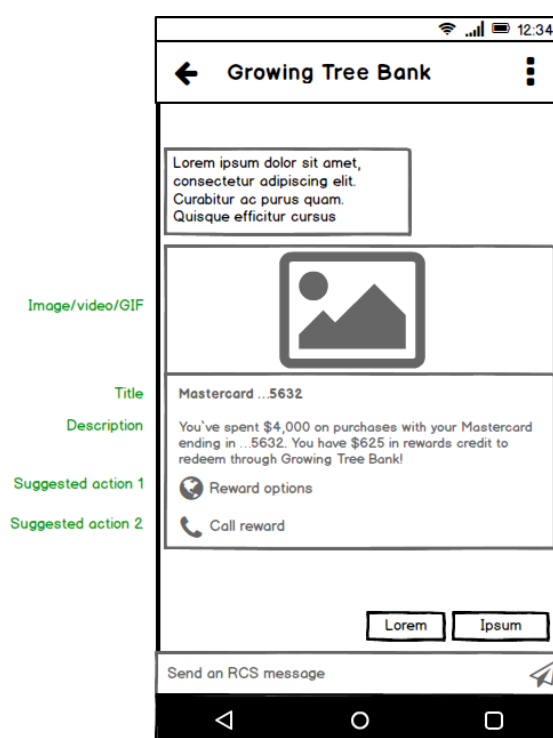 12:34
Growing Tree Bank
Lorem ipsum dolor sit amet,
consectetur adipiscing elit.
Curabitur ac purus quam.
Quisque efficitur cursus
Image/video/GIF
Title
Mastercard ...5632
Description
You've spent $4,000 on purchases with your Mastercard
ending in ...5632. You have $625 in rewards credit to
redeem through Growing Tree Bank!
Suggested action 1
Reward options
Suggested action 2
Call reward
Lorem
Ipsum
Send an RCS message